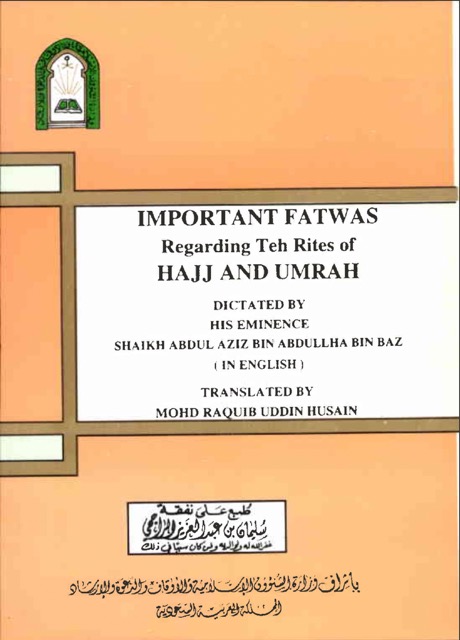 IMPORTANT FATWAS
Regarding Teh Rites of
HAJJ AND UMRAH
DICTATED BY
HIS EMINENCE
SHAIKH ABDUL AZIZ BIN ABDULLHA BIN BAZ
( IN ENGLISH )
TRANSLATED BY
MOHD RAQUIB UDDIN HUSAIN
طبع على نفقة
سليمان بن عبد العزيز الراجحي
غفر الله له ولوالديه ولمن كان سببًا في ذلك
بإشراف وزارة الشؤون الإسلامية والأوقاف والدعوة والإرشاد
المملكة العربية السعودية